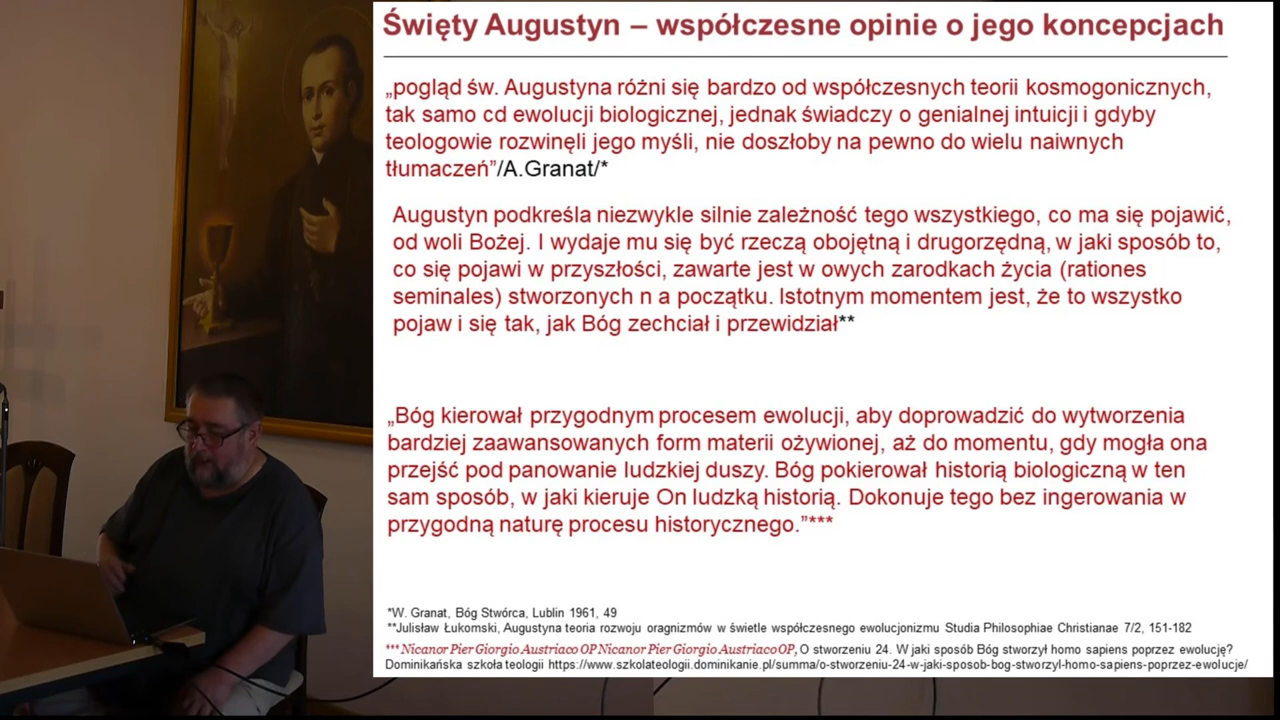 Święty Augustyn – współczesne opinie o jego koncepcjach
„pogląd św. Augustyna różni się bardzo od współczesnych teorii kosmogonicznych,
tak samo cd ewolucji biologicznej, jednak świadczy o genialnej intuicji i gdyby
teologowie rozwinęli jego myśli, nie doszłoby na pewno do wielu naiwnych
tłumaczeń”/A.Granat/*
Augustyn podkreśla niezwykle silnie zależność tego wszystkiego, co ma się pojawić,
od woli Bożej. I wydaje mu się być rzeczą obojętną i drugorzędną, w jaki sposób to,
co się pojawi w przyszłości, zawarte jest w owych zarodkach życia (rationes
seminales) stworzonych n a początku. Istotnym momentem jest, że to wszystko
pojaw i się tak, jak Bóg zechciał i przewidział**
„Bóg kierował przygodnym procesem ewolucji, aby doprowadzić do wytworzenia
bardziej zaawansowanych form materii ożywionej, aż do momentu, gdy mogła ona
przejść pod panowanie ludzkiej duszy. Bóg pokierował historią biologiczną w ten
sam sposób, w jaki kieruje On ludzką historią. Dokonuje tego bez ingerowania w
przygodną naturę procesu historycznego.”***
*W. Granat, Bóg Stwórca, Lublin 1961, 49
**Julisław Łukomski, Augustyna teoria rozwoju oragnizmów w świetle współczesnego ewolucjonizmu Studia Philosophiae Christianae 7/2, 151-182
***Nicanor Pier Giorgio Austriaco OP Nicanor Pier Giorgio Austriaco OP, O stworzeniu 24. W jaki sposób Bóg stworzył homo sapiens poprzez ewolucję?
Dominikańska szkoła teologii https://www.szkolateologii.dominikanie.pl/summa/o-stworzeniu-24-w-jaki-sposob-bog-stworzyl-homo-sapiens-poprzez-ewolucje/